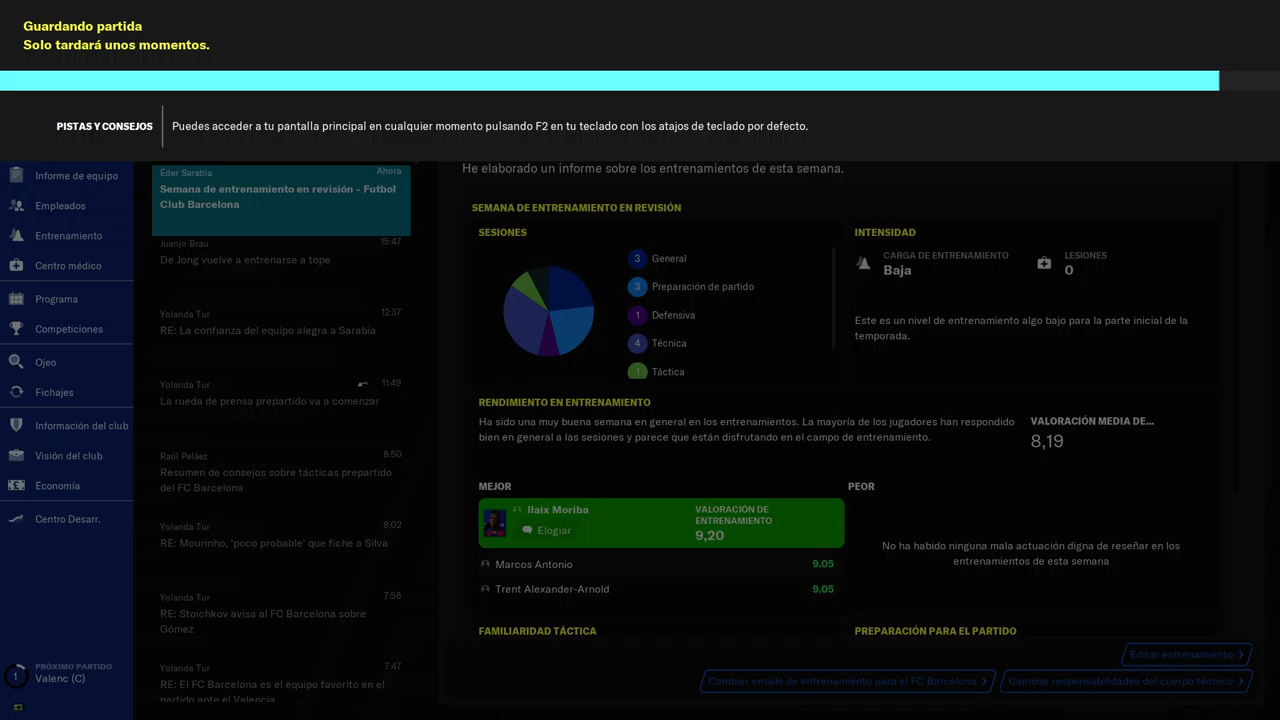 Guardando partida
Solo tardará unos momentos.
PISTAS Y CONSEJOS
Puedes acceder a tu pantalla principal en cualquier momento pulsando F2 en tu teclado con los atajos de teclado por defecto.
Informe de equipo
Empleados
Entrenamiento
Centro médico
Programa
Competiciones
Ojeo
Fichajes
Información del club
Visión del club
Economía
Centro Desarr.
1
PRÓXIMO PARTIDO
Valenc (C)
Éder Sarabia
Ahora
Semana de entrenamiento en revisión - Futbol
Club Barcelona
Juanjo Brau
15:47
De Jong vuelve a entrenarse a tope
Yolanda Tur
12:37
RE: La confianza del equipo alegra a Sarabia
Yolanda Tur
11:49
La rueda de prensa prepartido va a comenzar
Raúl Peláez
8:50
Resumen de consejos sobre tácticas prepartido
del FC Barcelona
Yolanda Tur
8:02
RE: Mourinho, 'poco probable' que fiche a Silva
Yolanda Tur
7:56
RE: Stoichkov avisa al FC Barcelona sobre
Gómez
Yolanda Tur
7:47
RE: El FC Barcelona es el equipo favorito en el
partido ante el Valencia
He elaborado un informe sobre los entrenamientos de esta semana.
SEMANA DE ENTRENAMIENTO EN REVISIÓN
SESIONES
3 General
3 Preparación de partido
1 Defensiva
4 Técnica
1 Táctica
INTENSIDAD
CARGA DE ENTRENAMIENTO
Baja
LESIONES
0
Este es un nivel de entrenamiento algo bajo para la parte inicial de la
temporada.
RENDIMIENTO EN ENTRENAMIENTO
Ha sido una muy buena semana en general en los entrenamientos. La mayoría de los jugadores han respondido
bien en general a las sesiones y parece que están disfrutando en el campo de entrenamiento.
VALORACIÓN MEDIA DE...
8,19
MEJOR
Ilaix Moriba
Elogiar
VALORACIÓN DE
ENTRENAMIENTO
9,20
Marcos Antonio
9.05
Trent Alexander-Arnold
9.05
PEOR
No ha habido ninguna mala actuación digna de reseñar en los
entrenamientos de esta semana
FAMILIARIDAD TÁCTICA
PREPARACIÓN PARA EL PARTIDO
Editar entrenamiento
Cambiar emails de entrenamiento para el FC Barcelona
Cambiar responsabilidades del cuerpo técnico